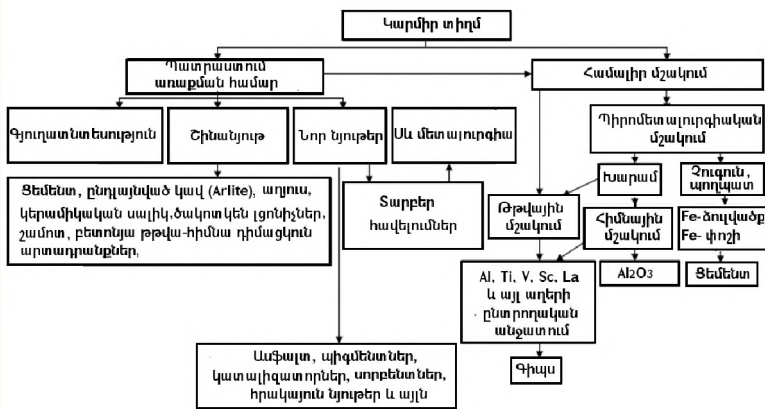 Կարմիր տիղմ
Պատրաստում
առաքման համար
Համալիր մշակում
Գյուղատնտեսություն
Շինանյութ
Նոր նյութեր
Սև մետալուրգիա
Պիրոմետալուրգիական
մշակում
Ցեմենտ, ընդլայնված կավ (Arlite), աղյուս,
կերամիկական սալիկ,ծակոտկեն լցոնիչներ,
շամոտ, բետոնյա թթվա-հիմնա դիմացկուն
արտադրանքներ,
Տարբեր
հավելումներ
Թթվային
մշակում
Խարամ
Չուգուն,
պողպատ
Հիմնային
մշակում
Fe-ձուլվածք
Fe- փոշի
Al, Ti, V, Sc, La
և այլ աղերի
ընտրողական
անջատում
Al2O3
Ցեմենտ
Ասֆալտ, պիգմենտներ,
կատալիզատորներ, սորբենտներ,
հրակայուն նյութեր և այլն
Գիպս